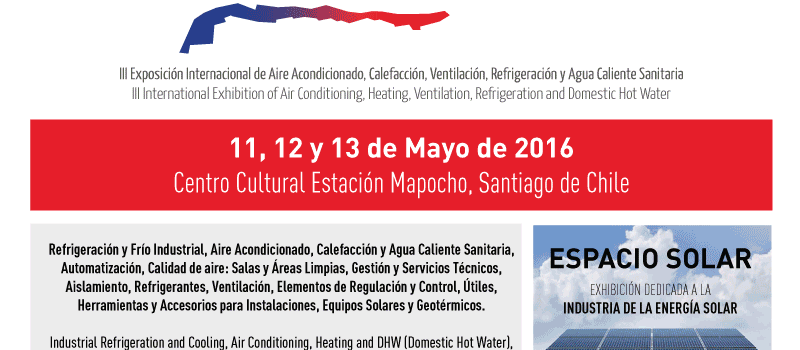 III Exposición Internacional de Aire Acondicionado, Calefacción, Ventilación, Refrigeración y Agua Caliente Sanitaria
III International Exhibition of Air Conditioning, Heating, Ventilation, Refrigeration and Domestic Hot Water
11, 12 y 13 de Mayo de 2016
Centro Cultural Estación Mapocho, Santiago de Chile
Refrigeración y Frío Industrial, Aire Acondicionado, Calefacción y Agua Caliente Sanitaria,
Automatización, Calidad de aire: Salas y Áreas Limpias, Gestión y Servicios Técnicos,
Aislamiento, Refrigerantes, Ventilación, Elementos de Regulación y Control, Útiles,
Herramientas y Accesorios para Instalaciones, Equipos Solares y Geotérmicos.
Industrial Refrigeration and Cooling, Air Conditioning, Heating and DHW (Domestic Hot Water),
ESPACIO SOLAR
EXHIBICIÓN DEDICADA A LA
INDUSTRIA DE LA ENERGÍA SOLAR